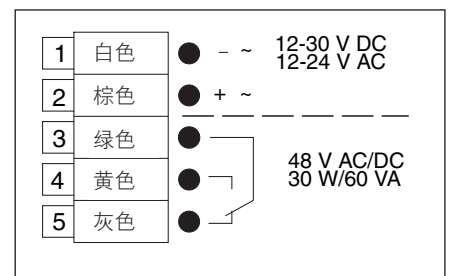 1 白色 − ~ 12-30 V DC
12-24 V AC
2 棕色 + ~
3 绿色
4 黄色 48 V AC/DC
30 W/60 VA
5 灰色